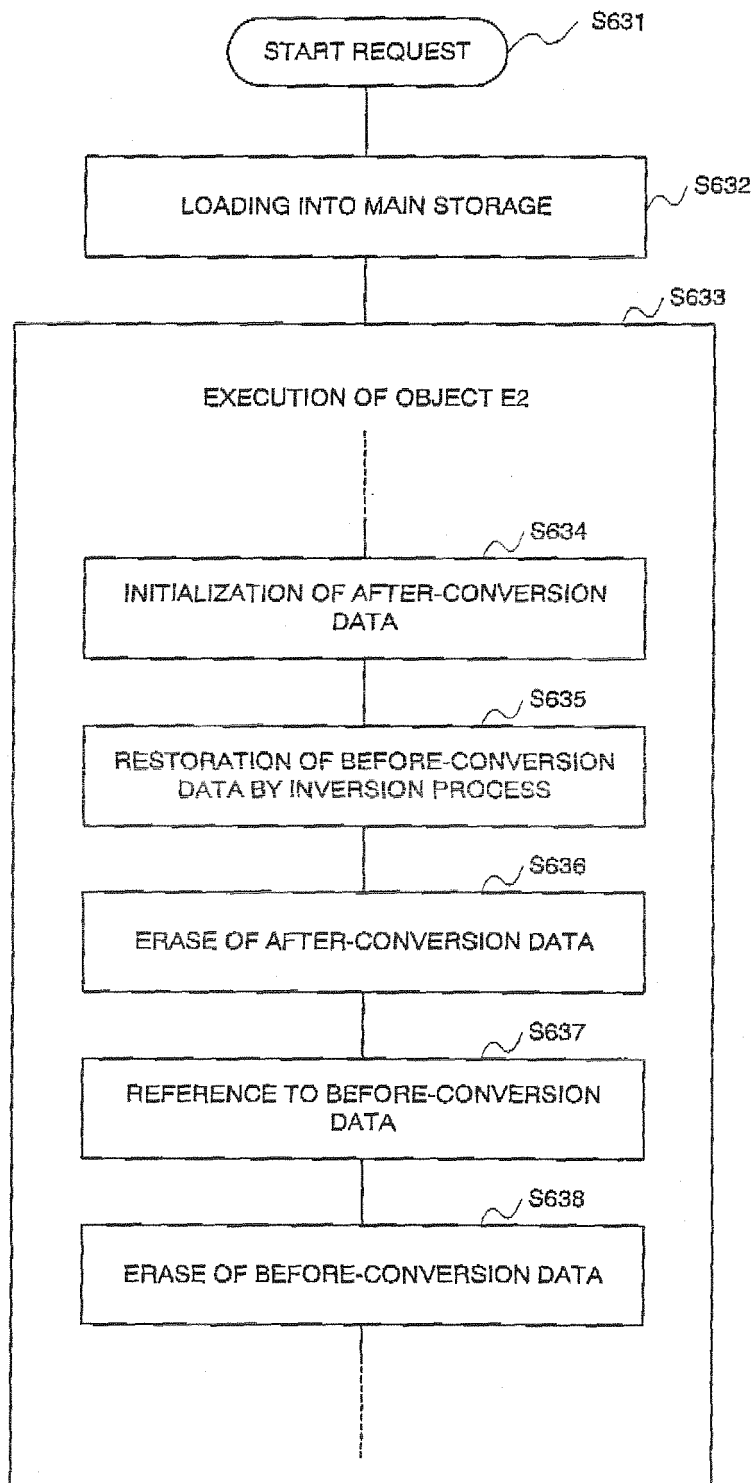 START REQUEST
S631
LOADING INTO MAIN STORAGE
S632
S633
EXECUTION OF OBJECT E2
S634
INITIALIZATION OF AFTER-CONVERSION
DATA
S635
RESTORATION OF BEFORE-CONVERSION
DATA BY INVERSION PROCESS
S636
ERASE OF AFTER-CONVERSION DATA
S637
REFERENCE TO BEFORE-CONVERSION
DATA
S638
ERASE OF BEFORE-CONVERSION DATA